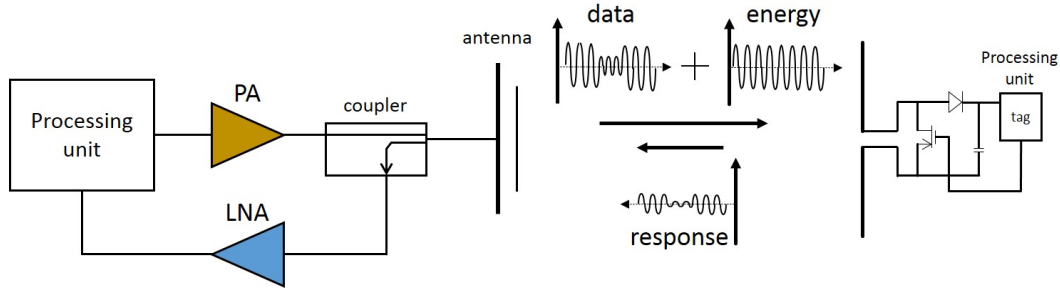 data
energy
antenna
Processing
unit
PA
coupler
LNA
response
Processing
unit
tag